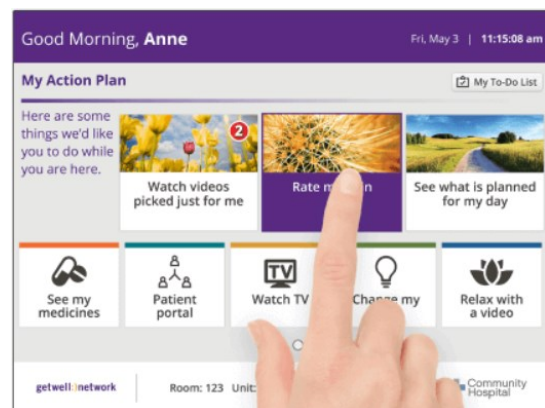 Good Morning, Anne
Fri, May 3 | 11:15:08 am
My Action Plan
My To-Do List
Here are some
things we'd like
you to do while
you are here.
2
Watch videos
picked just for me
Rate my
See what is planned
for my day
See my
medicines
Patient
portal
TV
Watch TV
Change my
Relax with
a video
getwell:)network
Room: 123 Unit:
Community
Hospital